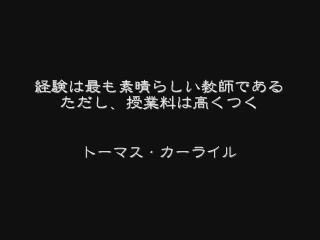 経験は最も素晴らしい教師である
ただし、授業料は高くつく
トーマス・カーライル